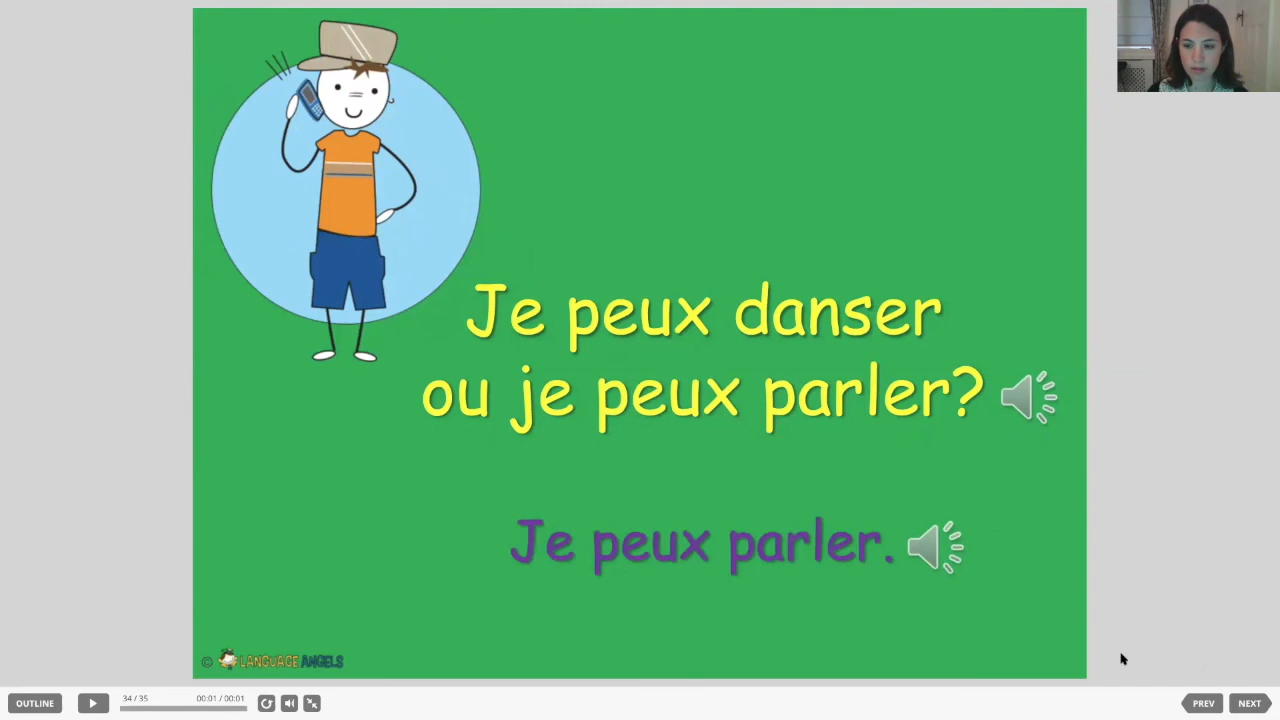 Je peux danser
ou je peux parler?
Je peux parler.
© LANGUAGE ANGELS
OUTLINE
34 / 35
00:01 / 00:01
PREV
NEXT